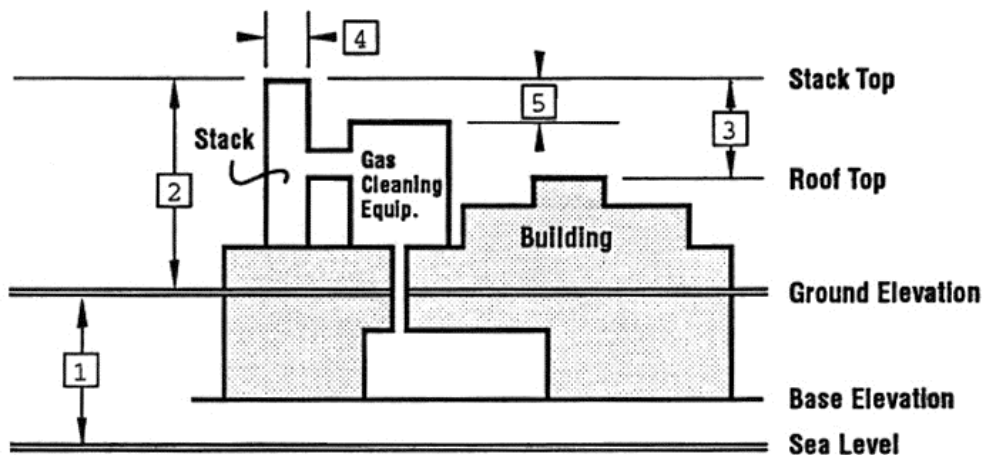 4
Stack Top
5
3
Stack
Gas
Cleaning
Equip.
Roof Top
2
Building
Ground Elevation
1
Base Elevation
Sea Level